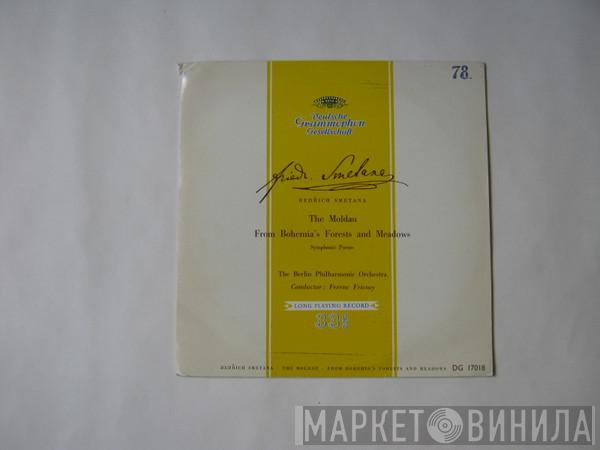 78
Deutsche
Grammophon
Gesellschaft
Friedr. Smetana
BEDŘICH SMETANA
The Moldau
From Bohemia's Forests and Meadows
Symphonic Poems
The Berlin Philharmonic Orchestra
Conductor: Ferenc Fricsay
LONG PLAYING RECORD
33⅓
BEDŘICH SMETANA · THE MOLDAU · FROM BOHEMIA'S FORESTS AND MEADOWS DG 17018
МАРКЕТ ВИНИЛА